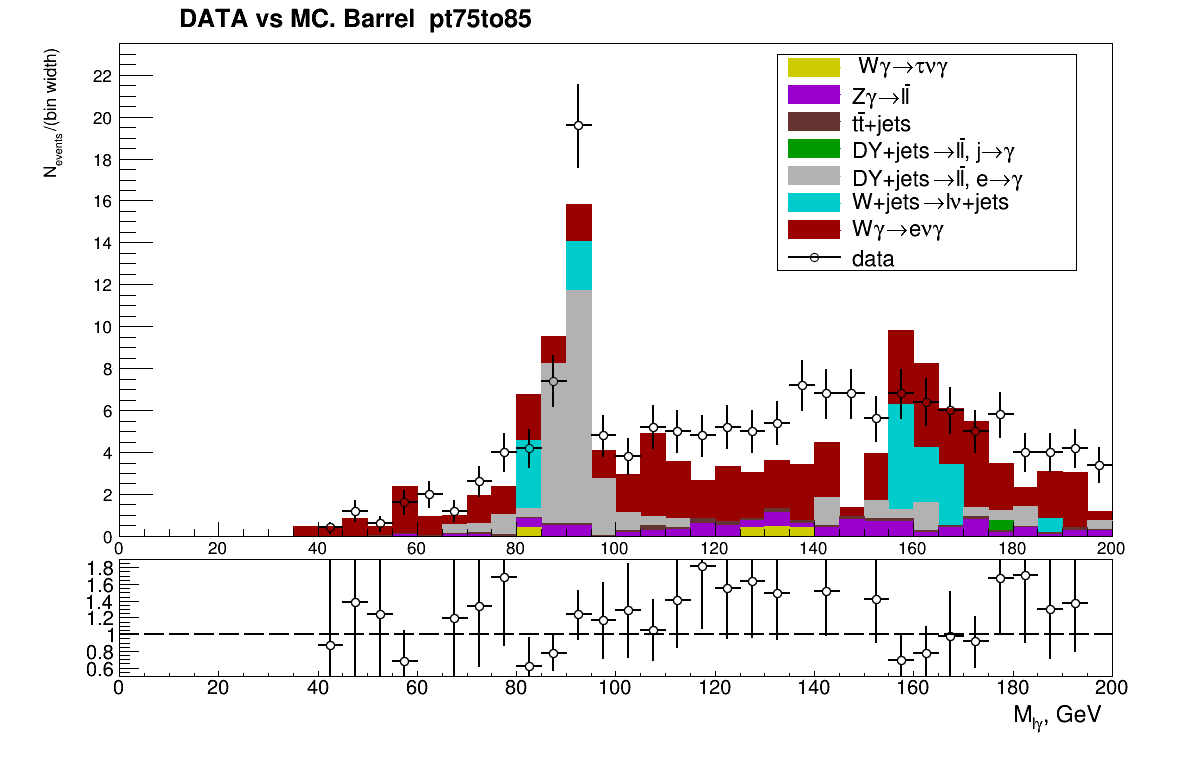 DATA vs MC. Barrel pt75to85
N_events /(bin width)
22
20
18
16
14
12
10
8
6
4
2
0
Wγ→τνγ
Zγ→ll̄
tt̄+jets
DY+jets→ll̄, j→γ
DY+jets→ll̄, e→γ
W+jets→lν+jets
Wγ→eνγ
data
0 20 40 60 80 100 120 140 160 180 200
1.8
1.6
1.4
1.2
1
0.8
0.6
0 20 40 60 80 100 120 140 160 180 200
M_lγ, GeV